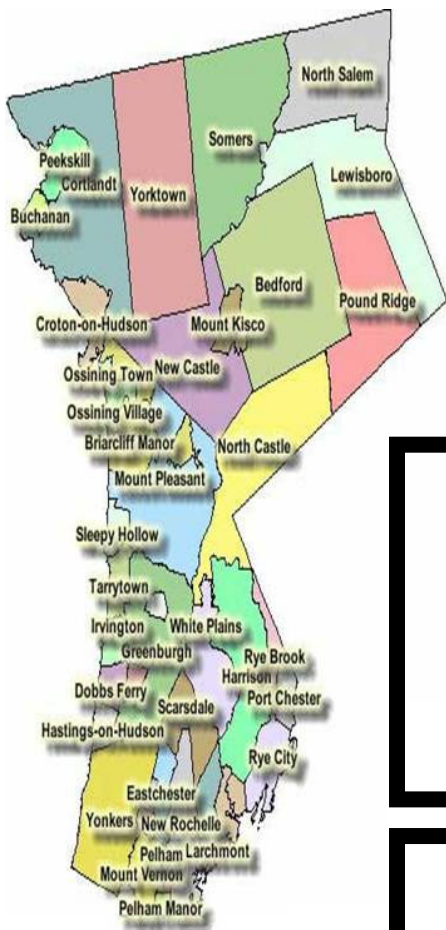 North Salem
Somers
Peekskill
Lewisboro
Cortlandt
Yorktown
Buchanan
Bedford
Pound Ridge
Croton-on-Hudson
Mount Kisco
Ossining Town
New Castle
Ossining Village
Briarcliff Manor
North Castle
Mount Pleasant
Sleepy Hollow
Tarrytown
Irvington
White Plains
Greenburgh
Rye Brook
Harrison
Dobbs Ferry
Port Chester
Scarsdale
Hastings-on-Hudson
Rye City
Eastchester
Yonkers
New Rochelle
Pelham
Larchmont
Mount Vernon
Pelham Manor